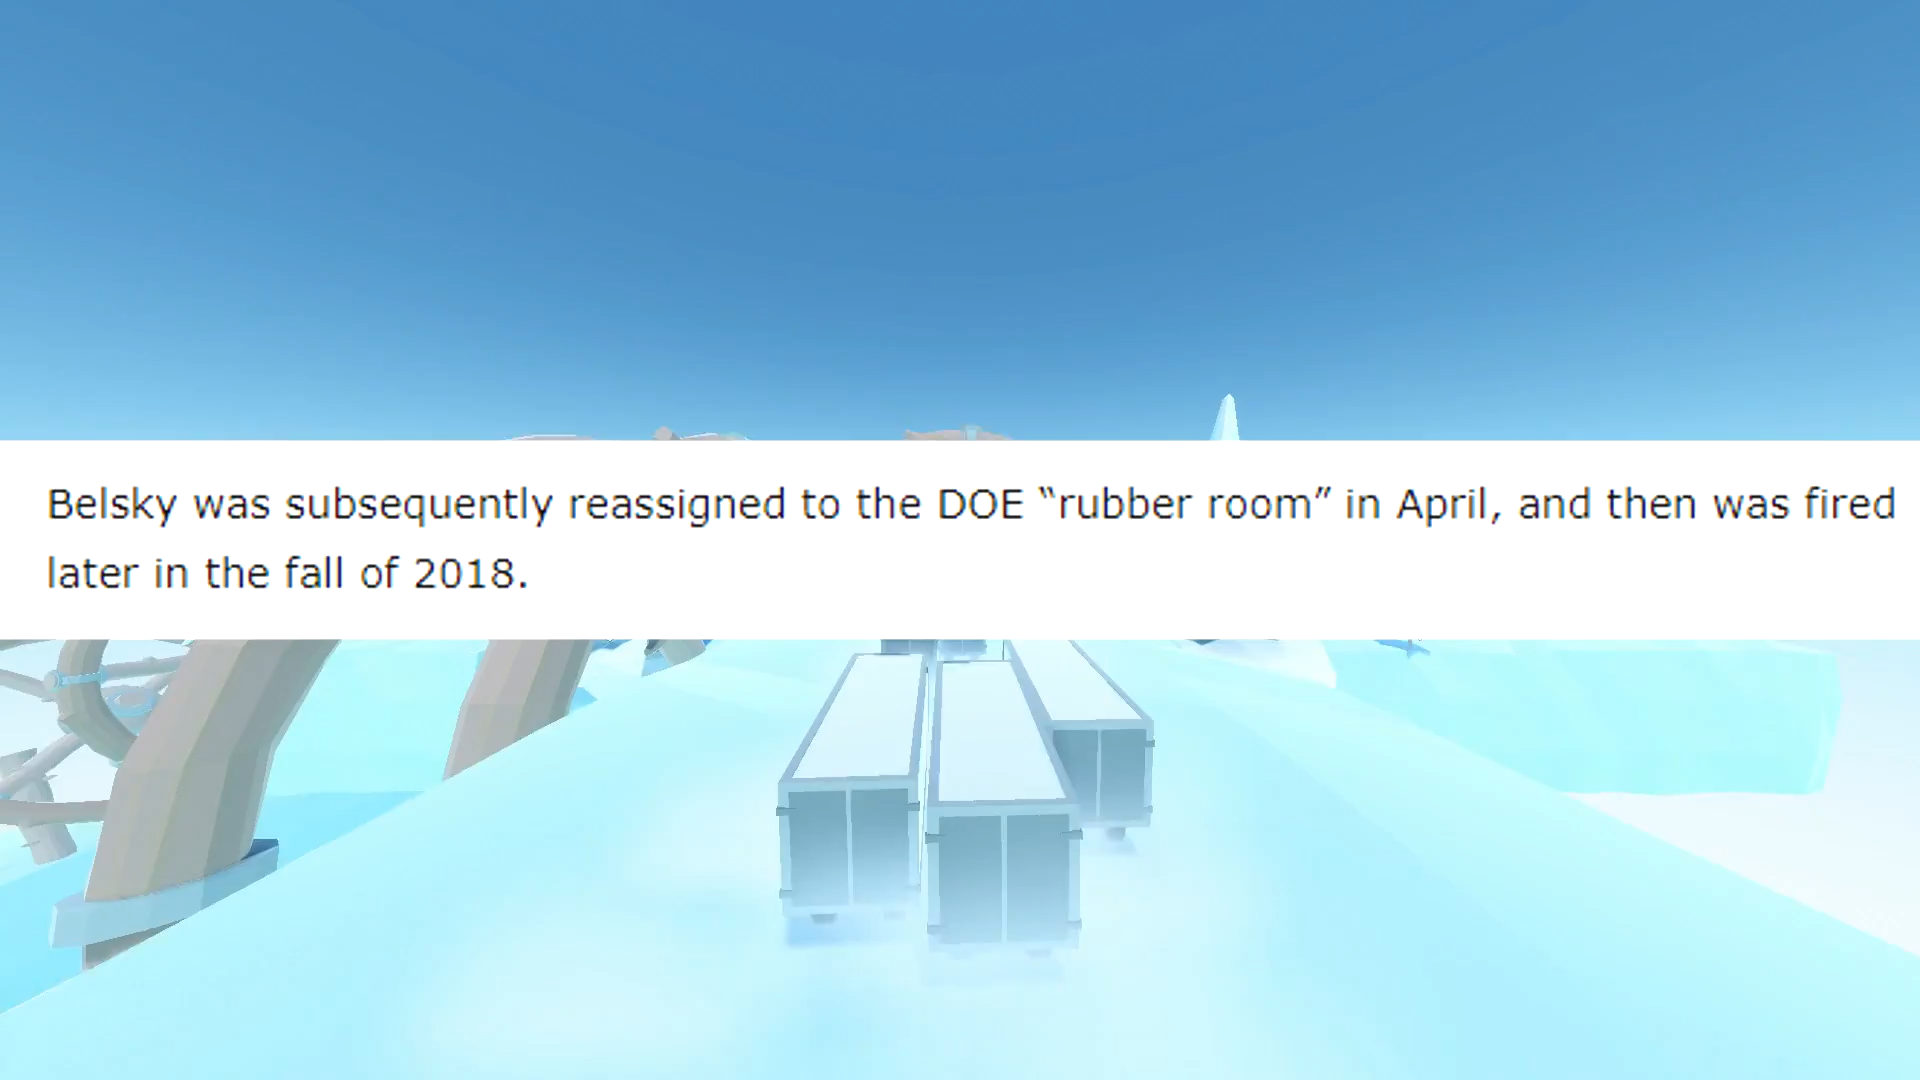 Belsky was subsequently reassigned to the DOE “rubber room” in April, and then was fired
later in the fall of 2018.